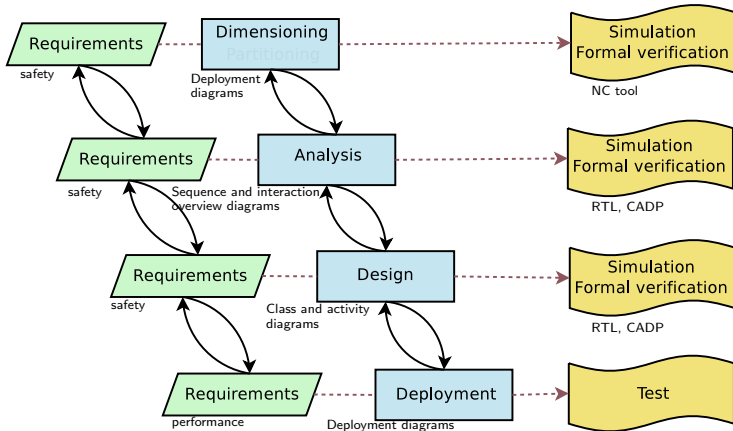 Requirements
Dimensioning
Partitioning
Simulation
Formal verification
safety
Deployment
diagrams
NC tool
Requirements
Analysis
Simulation
Formal verification
safety
Sequence and interaction
overview diagrams
RTL, CADP
Requirements
Design
Simulation
Formal verification
safety
Class and activity
diagrams
RTL, CADP
Requirements
Deployment
Test
performance
Deployment diagrams